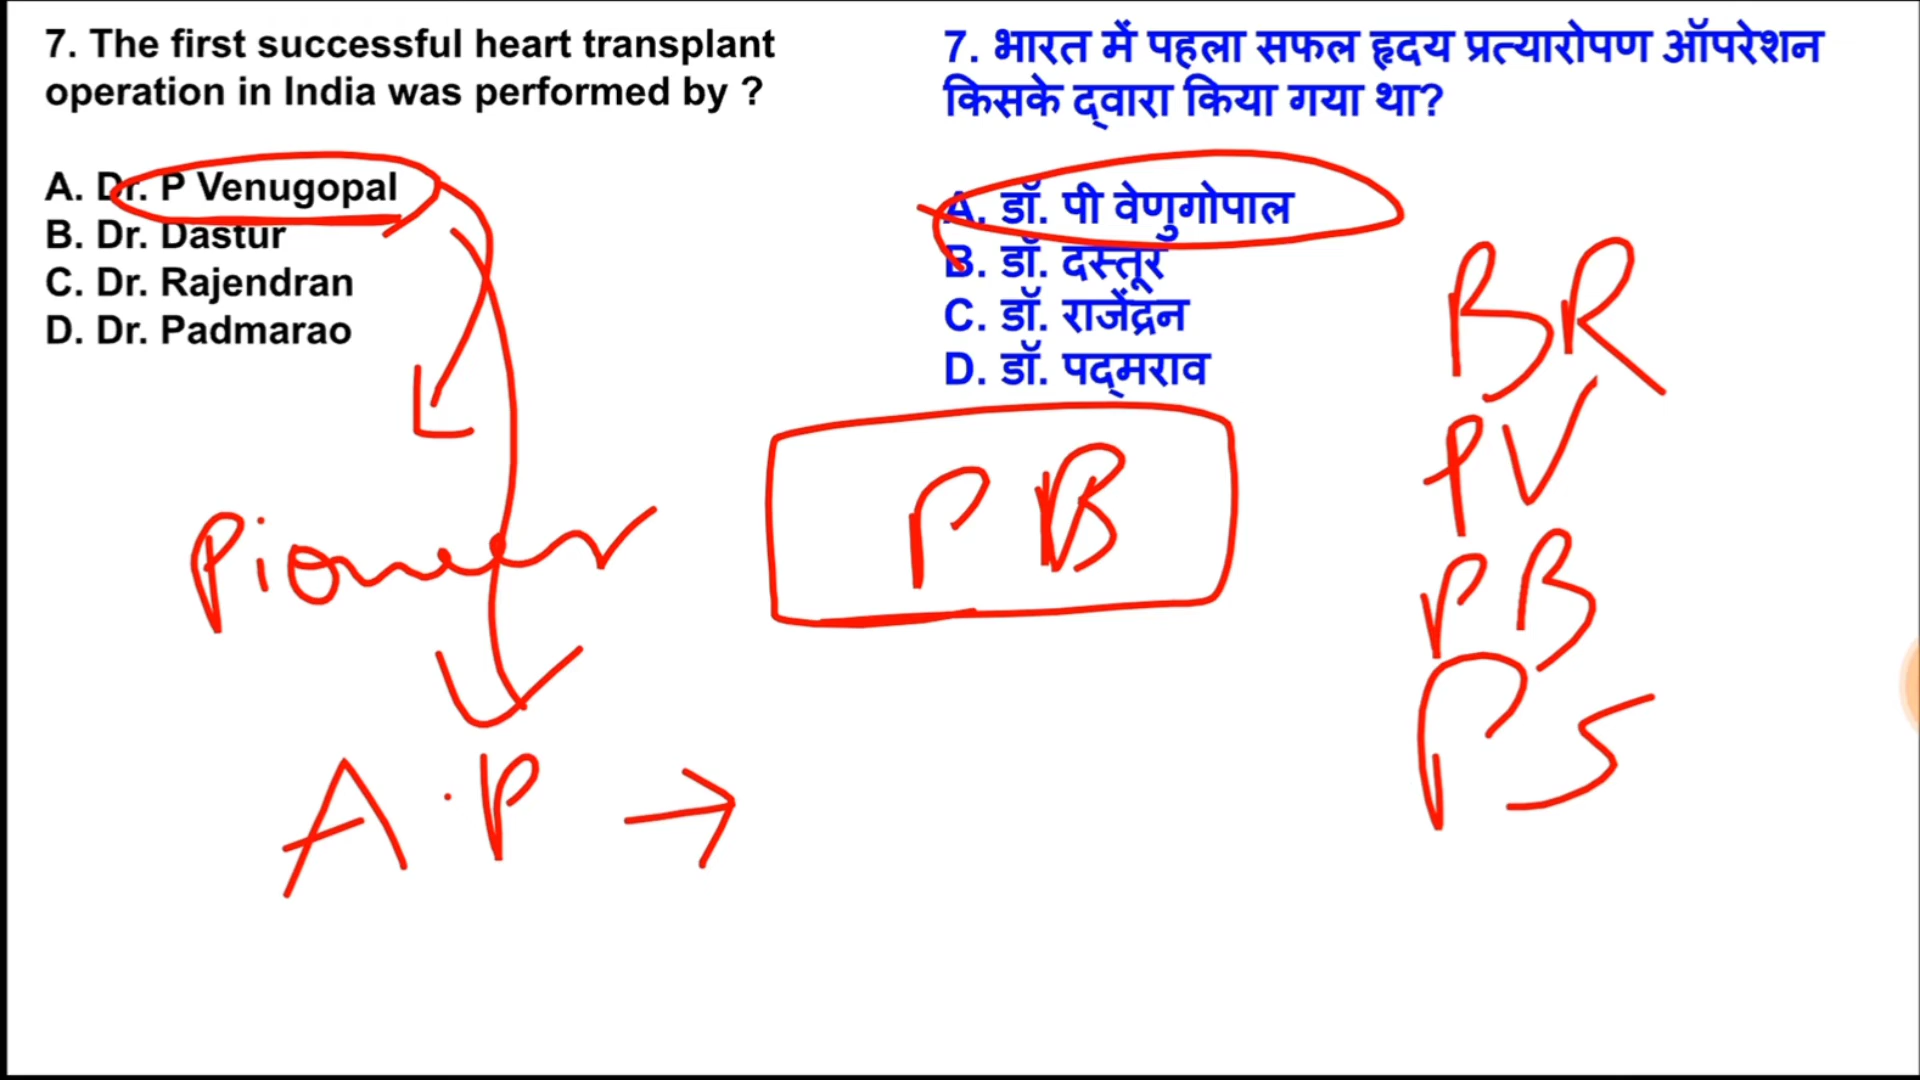 7. The first successful heart transplant
operation in India was performed by ?
A. Dr. P Venugopal
B. Dr. Dastur
C. Dr. Rajendran
D. Dr. Padmarao
7. भारत में पहला सफल हृदय प्रत्यारोपण ऑपरेशन
किसके द्वारा किया गया था?
A. डॉ. पी वेणुगोपाल
B. डॉ. दस्तूर
C. डॉ. राजेंद्रन
D. डॉ. पद्मराव
Pioneer
A.P →
PB
BR
PV
PB
PS